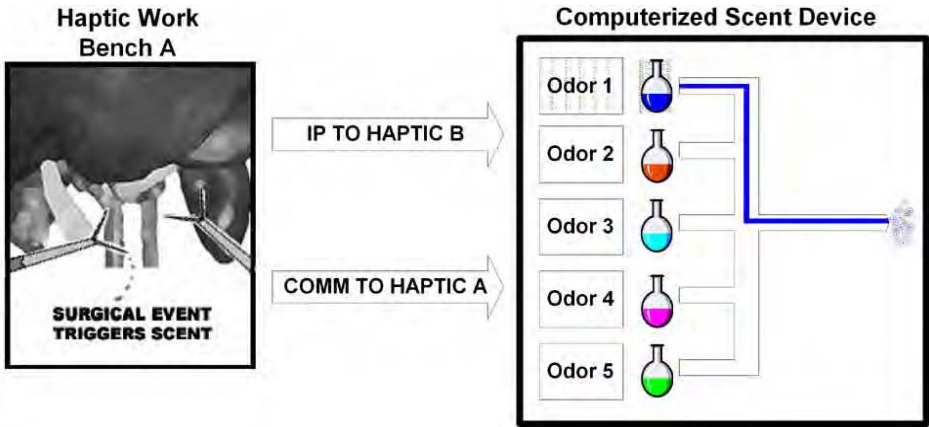 Haptic Work
Bench A
SURGICAL EVENT
TRIGGERS SCENT
IP TO HAPTIC B
COMM TO HAPTIC A
Computerized Scent Device
Odor 1
Odor 2
Odor 3
Odor 4
Odor 5